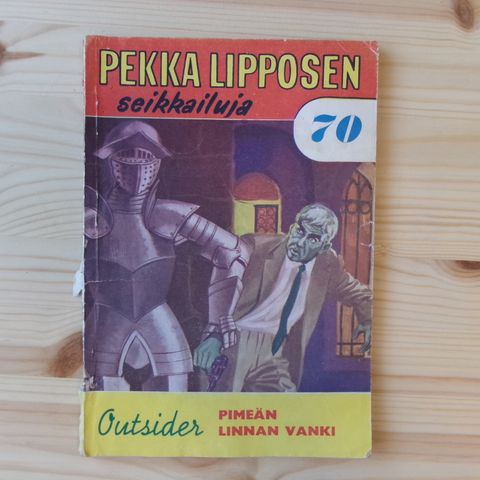 PEKKA LIPPOSEN
seikkailuja
70
Outsider
PIMEÄN
LINNAN VANKI